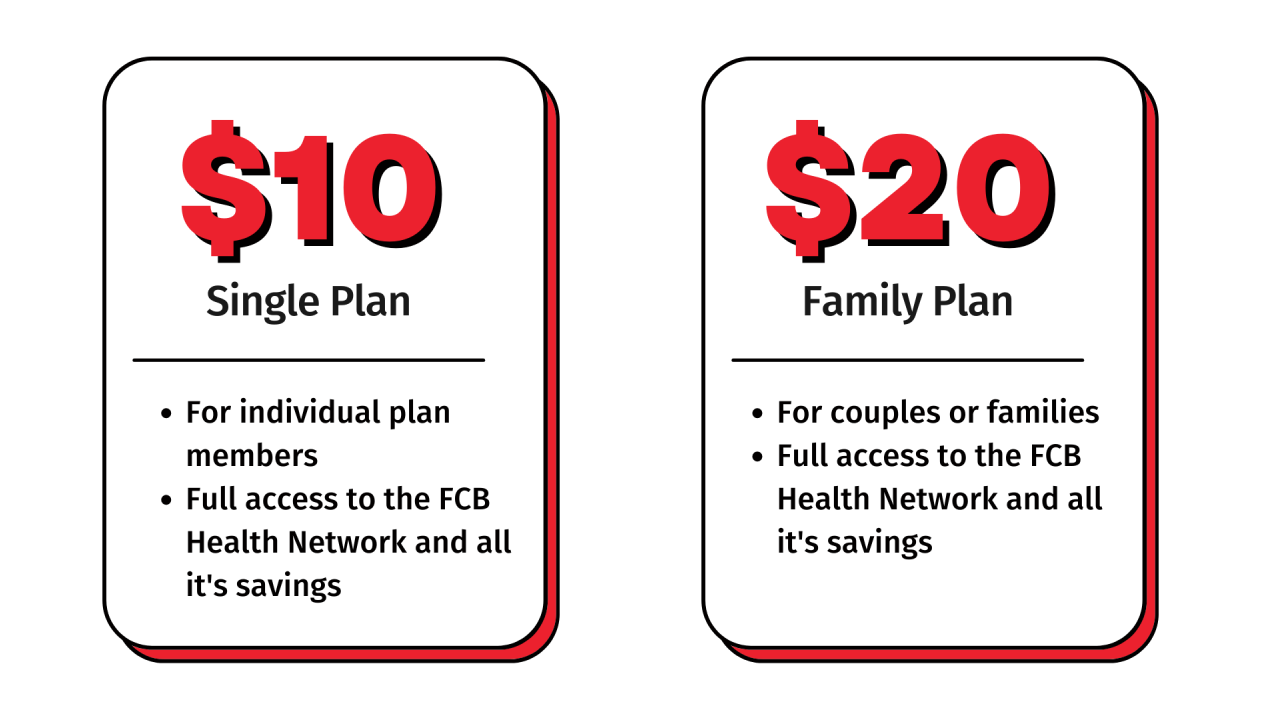 $10
Single Plan
• For individual plan
members
• Full access to the FCB
Health Network and all
it's savings
$20
Family Plan
• For couples or families
• Full access to the FCB
Health Network and all
it's savings